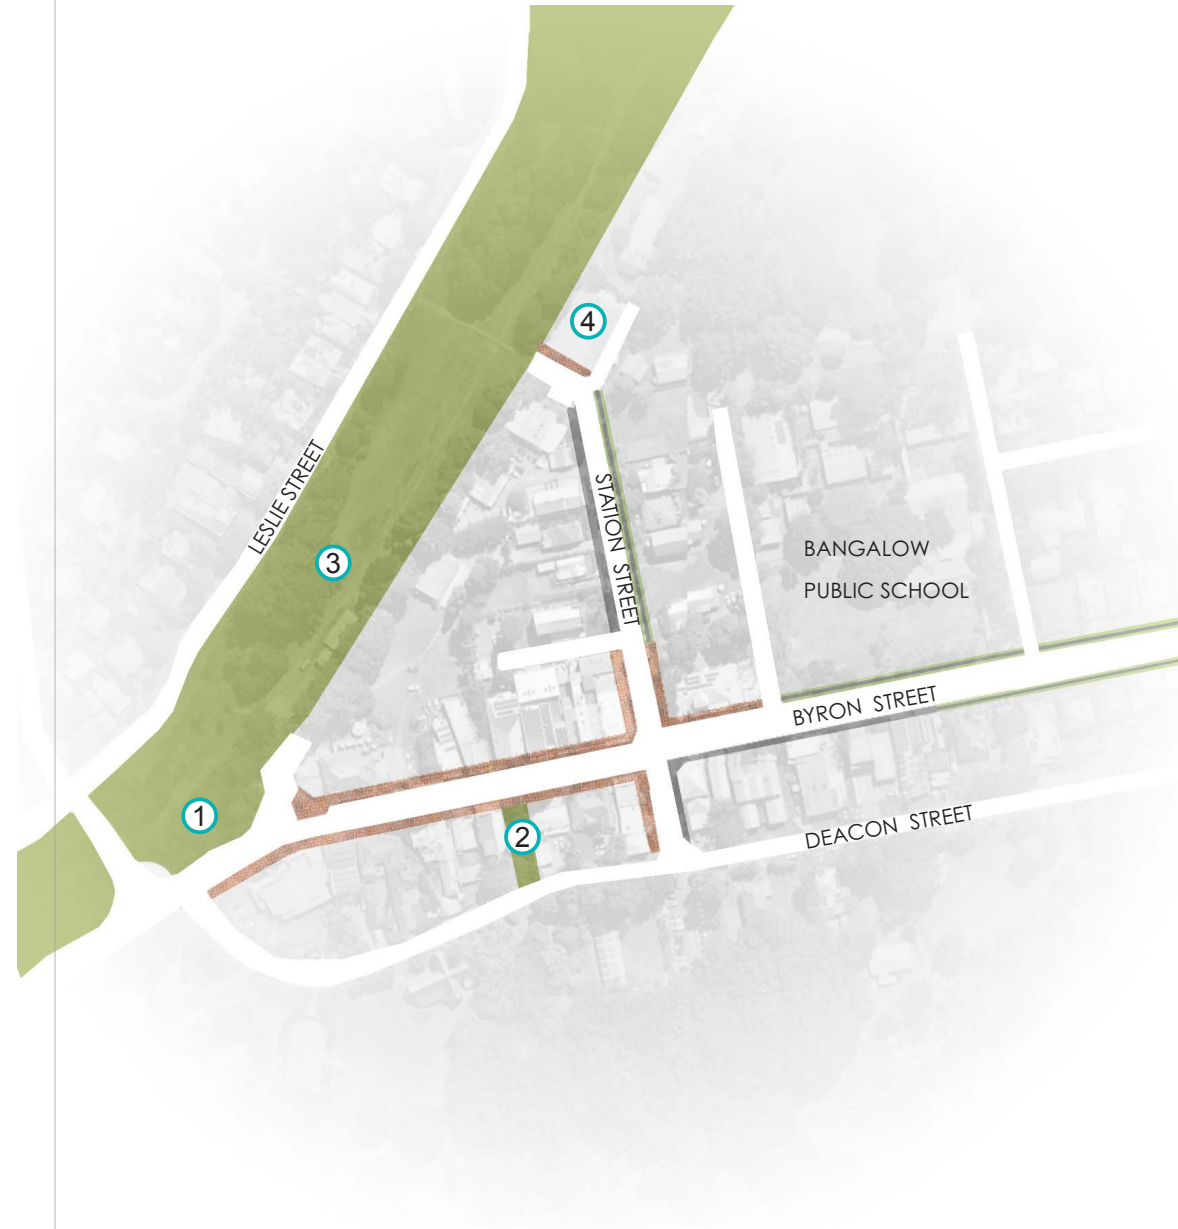 4
LESLIE STREET
STATION STREET
3
BANGALOW
PUBLIC SCHOOL
BYRON STREET
1
2
DEACON STREET